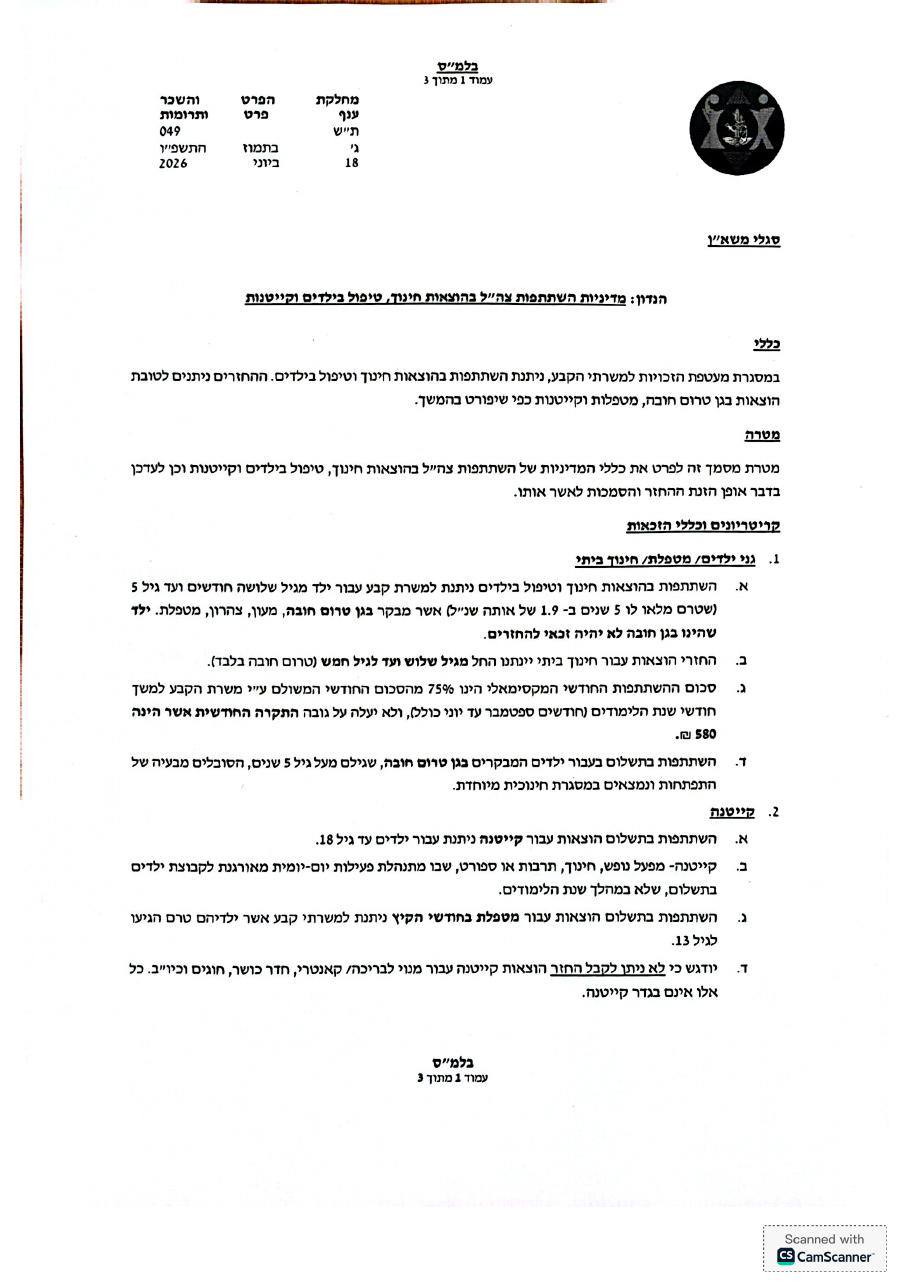 בלמ"ס
עמוד 1 מתוך 3
מחלקת הפרט והשכר
ענף פרט ותרומות
ת"ש 049
ג' בתמוז התשפ"ו
18 ביוני 2026
סגלי משא"ן
הנדון: מדיניות השתתפות צה"ל בהוצאות חינוך, טיפול בילדים וקייטנות
כללי
במסגרת מעטפת הזכויות למשרתי הקבע, ניתנת השתתפות בהוצאות חינוך וטיפול בילדים. ההחזרים ניתנים לטובת
הוצאות בגן טרום חובה, מטפלות וקייטנות כפי שיפורט בהמשך.
מטרה
מטרת מסמך זה לפרט את כללי המדיניות של השתתפות צה"ל בהוצאות חינוך, טיפול בילדים וקייטנות וכן לעדכן
בדבר אופן הזנת ההחזר והסמכות לאשר אותו.
קריטריונים וכללי הזכאות
1. גני ילדים/ מטפלת/ חינוך ביתי
א. השתתפות בהוצאות חינוך וטיפול בילדים ניתנת למשרת קבע עבור ילד מגיל שלושה חודשים ועד גיל 5
(שטרם מלאו לו 5 שנים ב- 1.9 של אותה שנ"ל) אשר מבקר בגן טרום חובה, מעון, צהרון, מטפלת. ילד
שהינו בגן חובה לא יהיה זכאי להחזרים.
ב. החזרי הוצאות עבור חינוך ביתי יינתנו החל מגיל שלוש ועד לגיל חמש (טרום חובה בלבד).
ג. סכום ההשתתפות החודשי המקסימאלי הינו 75% מהסכום החודשי המשולם ע"י משרת הקבע למשך
חודשי שנת הלימודים (חודשים ספטמבר עד יוני כולל), ולא יעלה על גובה התקרה החודשית אשר הינה
580 ₪.
ד. השתתפות בתשלום בעבור ילדים המבקרים בגן טרום חובה, שגילם מעל גיל 5 שנים, הסובלים מבעיה של
התפתחות ונמצאים במסגרת חינוכית מיוחדת.
2. קייטנה
א. השתתפות בתשלום הוצאות עבור קייטנה ניתנת עבור ילדים עד גיל 18.
ב. קייטנה- מפעל נופש, חינוך, תרבות או ספורט, שבו מתנהלת פעילות יום-יומית מאורגנת לקבוצת ילדים
בתשלום, שלא במהלך שנת הלימודים.
ג. השתתפות בתשלום הוצאות עבור מטפלת בחודשי הקיץ ניתנת למשרתי קבע אשר ילדיהם טרם הגיעו
לגיל 13.
ד. יודגש כי לא ניתן לקבל החזר הוצאות קייטנה עבור מנוי לבריכה/ קאנטרי, חדר כושר, חוגים וכיו"ב. כל
אלו אינם בגדר קייטנה.
בלמ"ס
עמוד 1 מתוך 3
Scanned with
CS CamScanner